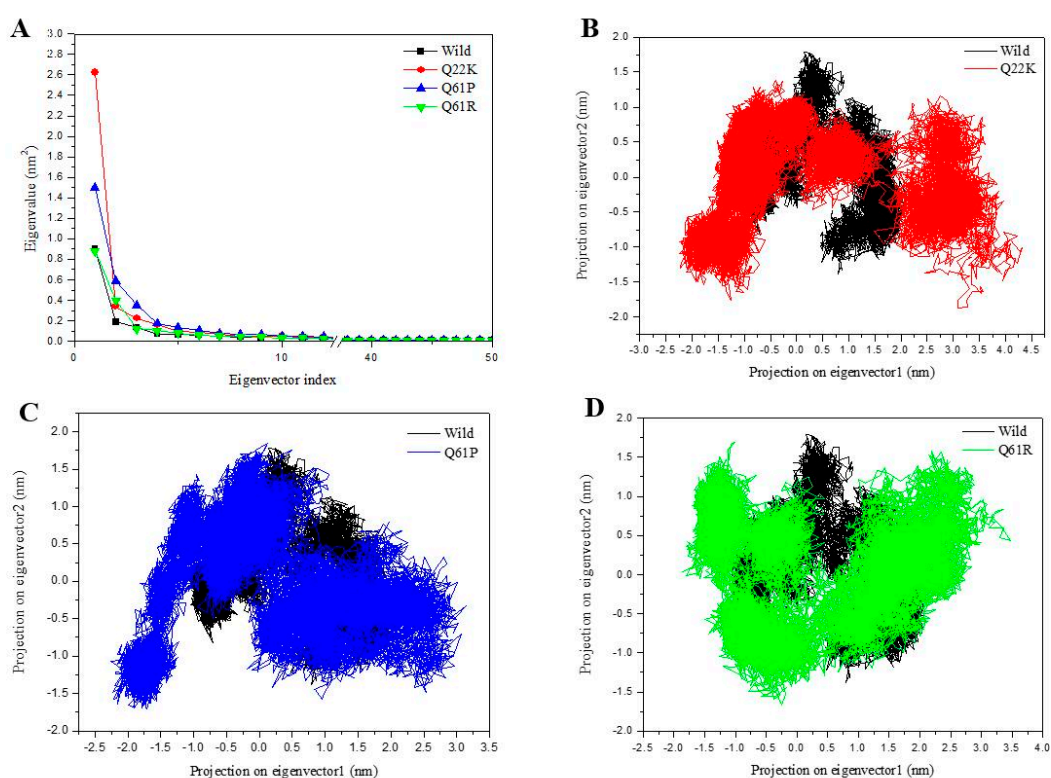 A
Eigenvalue (nm²)
3.0
2.8
2.6
2.4
2.2
2.0
1.8
1.6
1.4
1.2
1.0
0.8
0.6
0.4
0.2
0.0
Wild
Q22K
Q61P
Q61R
0 10 40 50
Eigenvector index
B
Projection on eigenvector2 (nm)
2.0
1.5
1.0
0.5
0.0
-0.5
-1.0
-1.5
-2.0
Wild
Q22K
-3.0 -2.5 -2.0 -1.5 -1.0 -0.5 0.0 0.5 1.0 1.5 2.0 2.5 3.0 3.5 4.0 4.5
Projection on eigenvector1 (nm)
C
Projection on eigenvector2 (nm)
2.0
1.5
1.0
0.5
0.0
-0.5
-1.0
-1.5
-2.0
Wild
Q61P
-2.5 -2.0 -1.5 -1.0 -0.5 0.0 0.5 1.0 1.5 2.0 2.5 3.0 3.5
Projection on eigenvector1 (nm)
D
Projection on eigenvector2 (nm)
2.0
1.5
1.0
0.5
0.0
-0.5
-1.0
-1.5
2.0
Wild
Q61R
-2.5 -2.0 -1.5 -1.0 -0.5 0.0 0.5 1.0 1.5 2.0 2.5 3.0 3.5 4.0
Projection on eigenvector1 (nm)